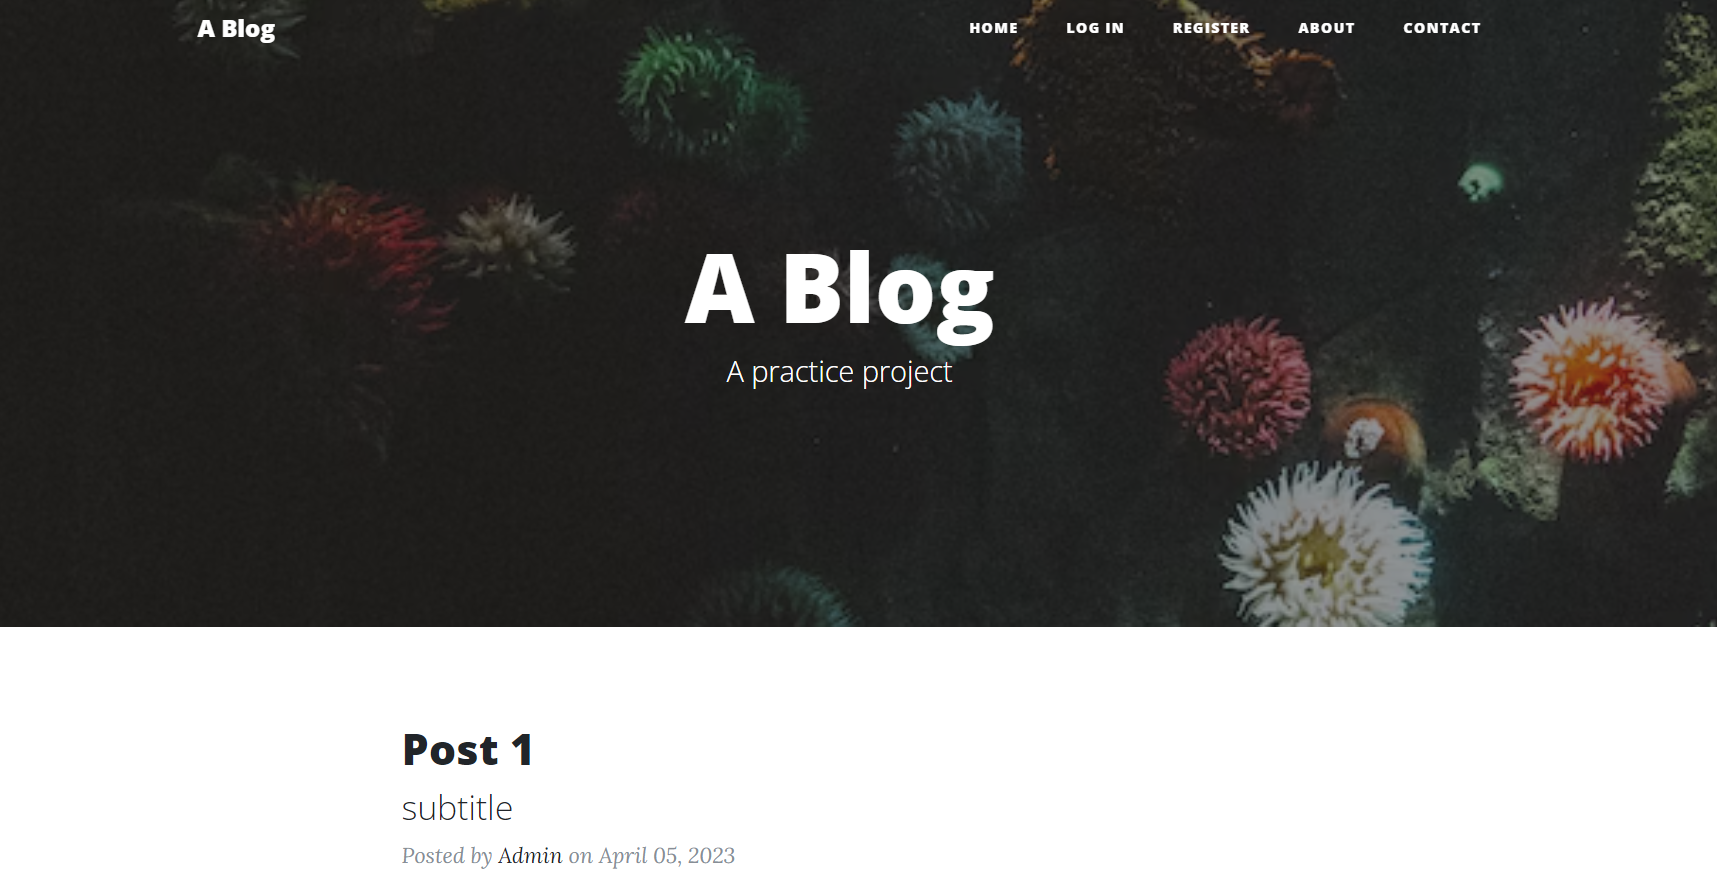 A Blog
HOME LOG IN REGISTER ABOUT CONTACT
A Blog
A practice project
Post 1
subtitle
Posted by Admin on April 05, 2023